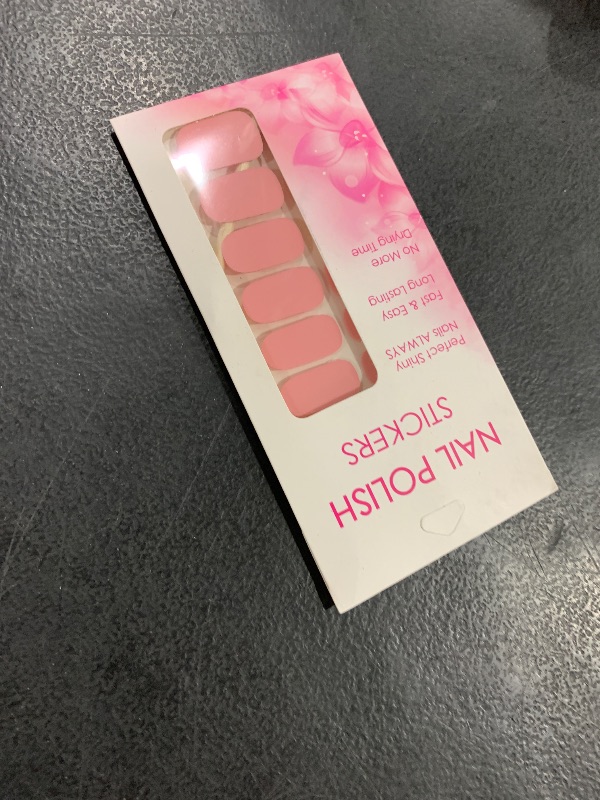 NAIL POLISH
STICKERS
Perfect Shiny
Nails ALWAYS
Fast & Easy
Long Lasting
No More
Drying Time